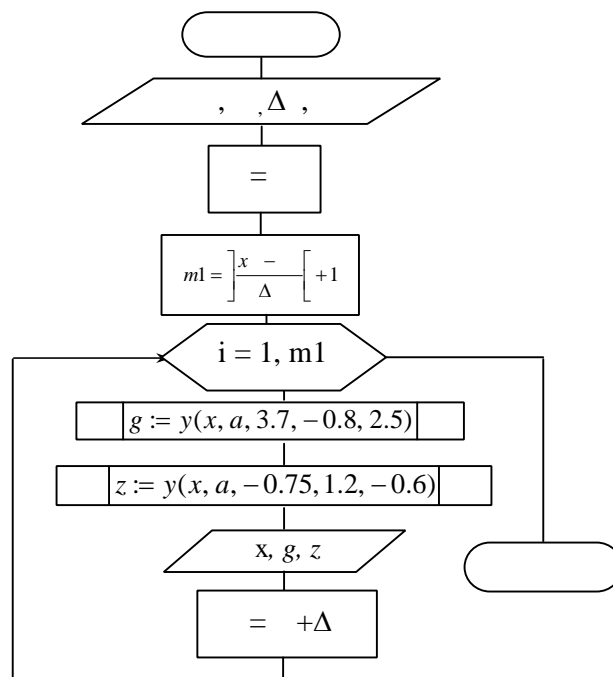 , , Δ ,
=
m1 = ]x − / Δ[ + 1
i = 1, m1
g := y(x, a, 3.7, −0.8, 2.5)
z := y(x, a, −0.75, 1.2, −0.6)
x, g, z
= +Δ